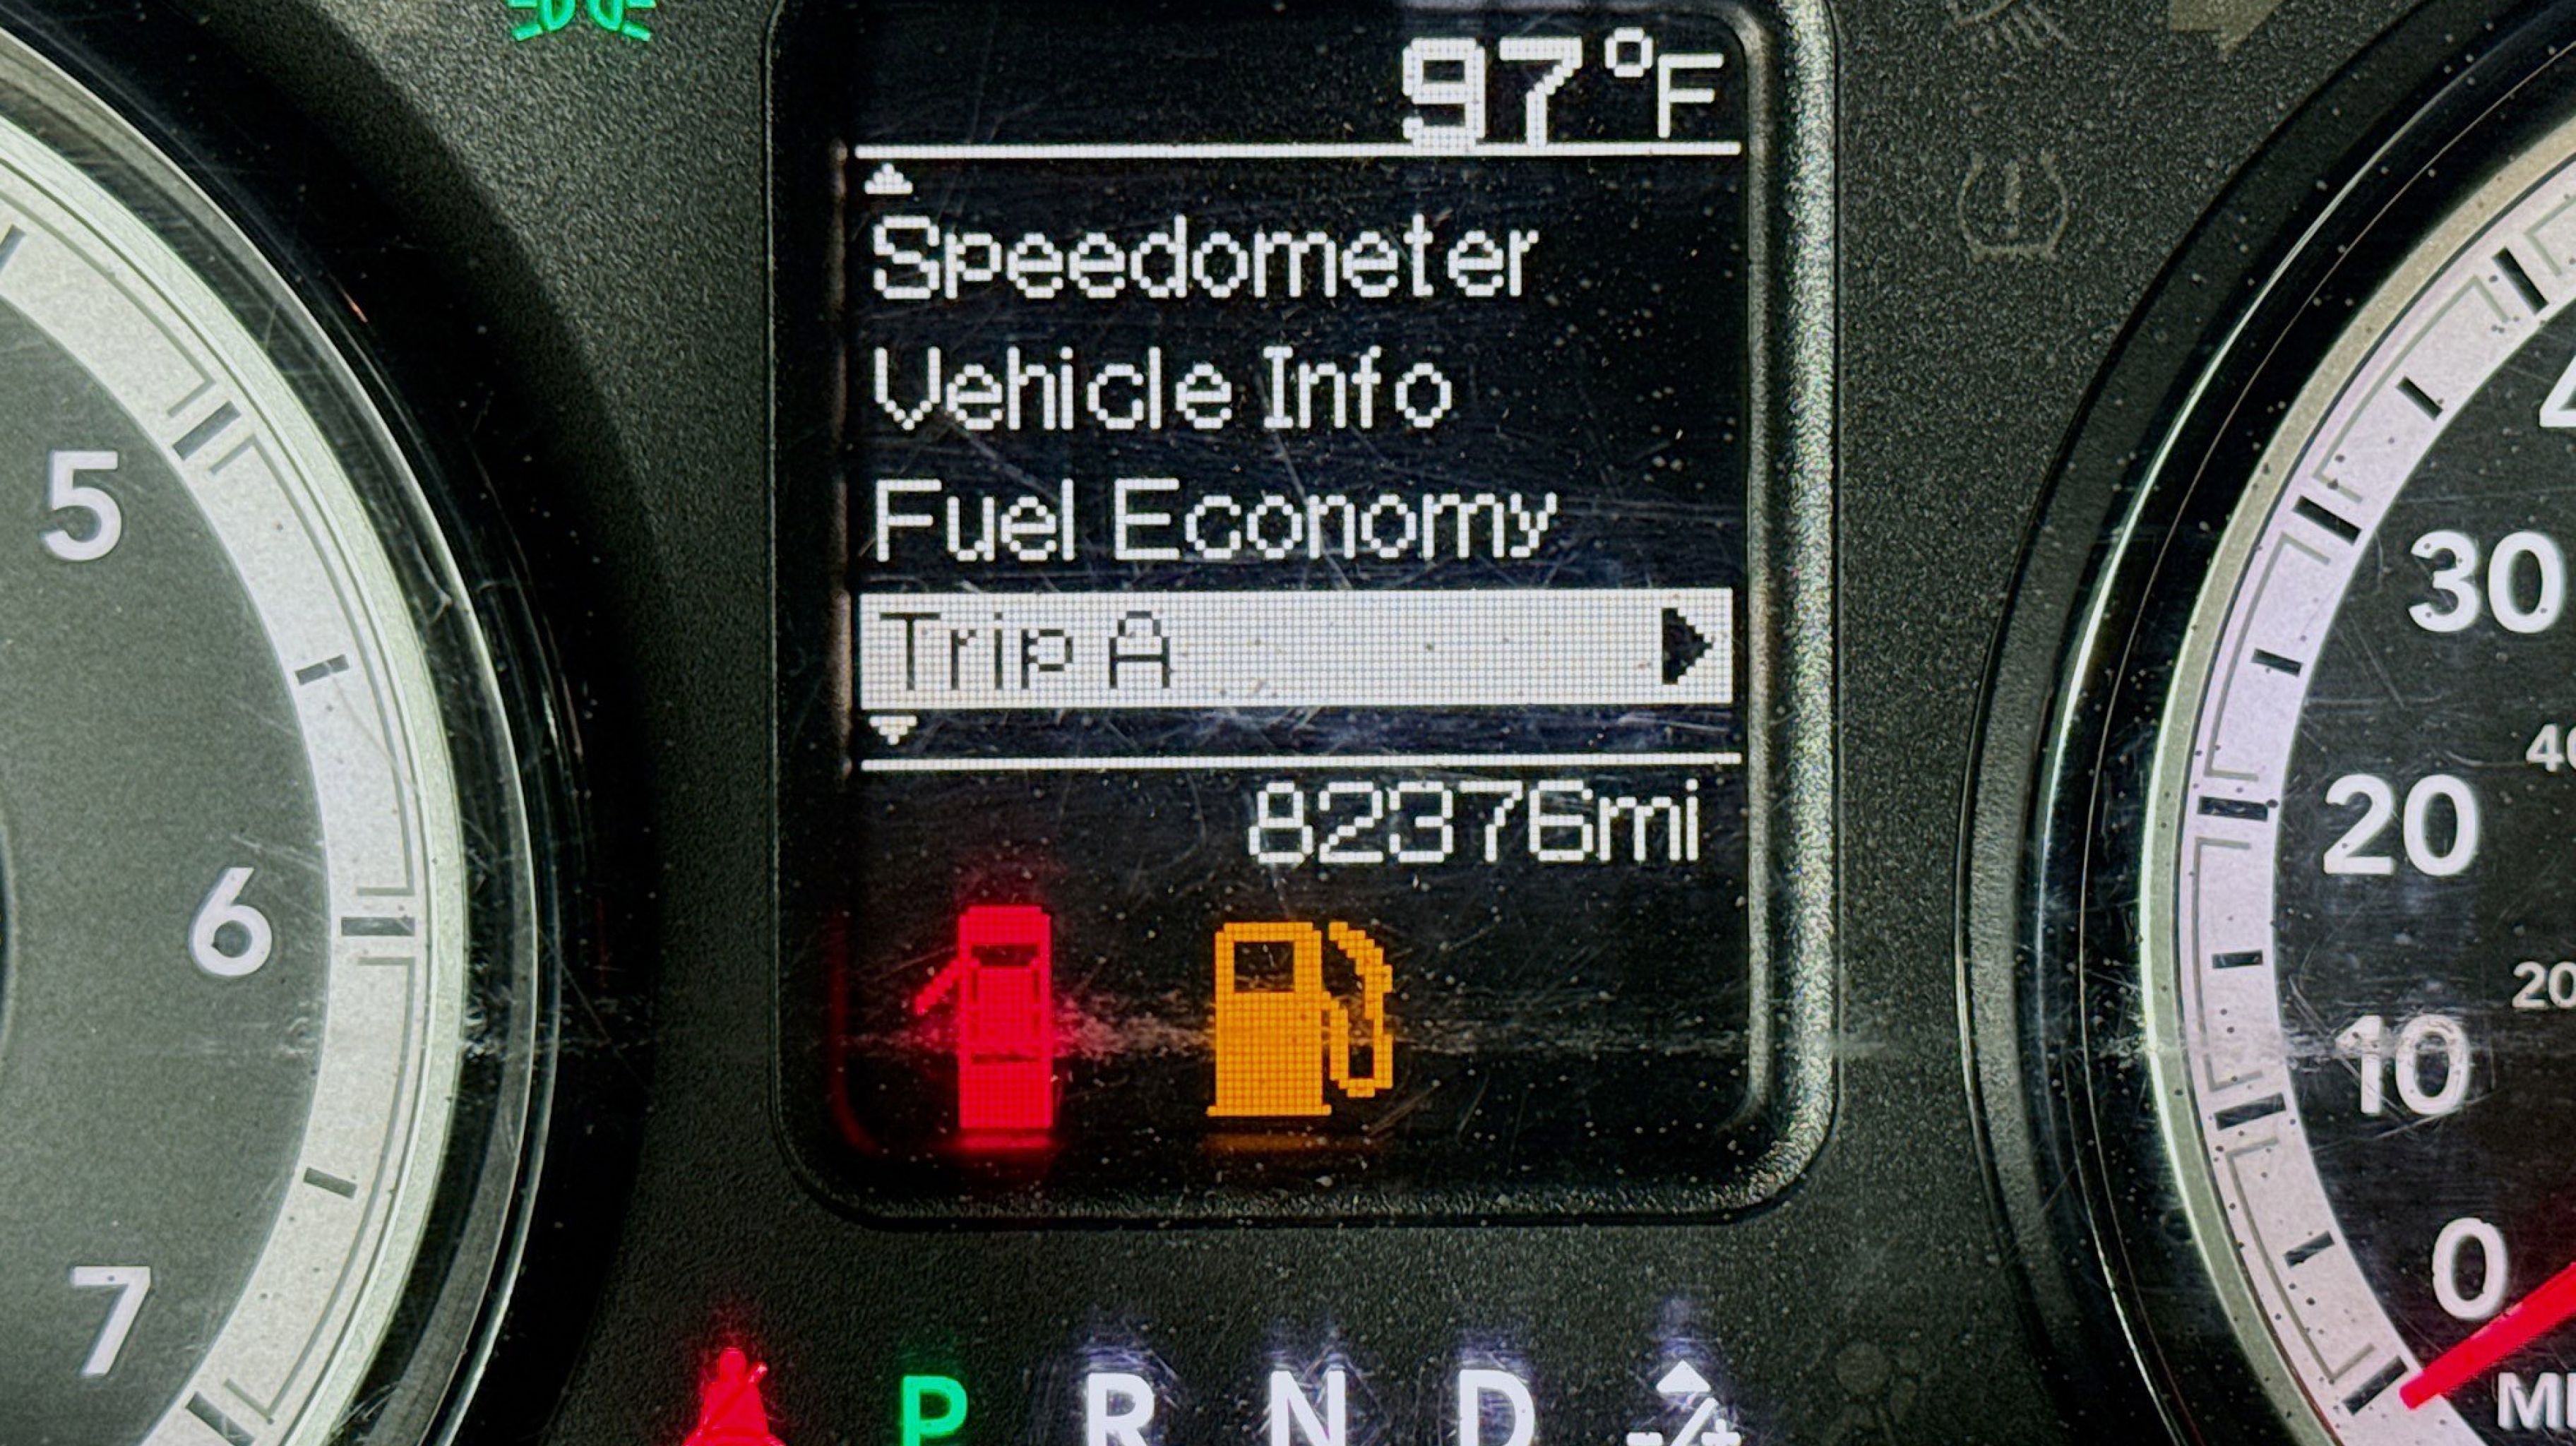 97°F
Speedometer
Vehicle Info
Fuel Economy
Trip A
82376mi
P R N D
5
6
7
30
20
10
0